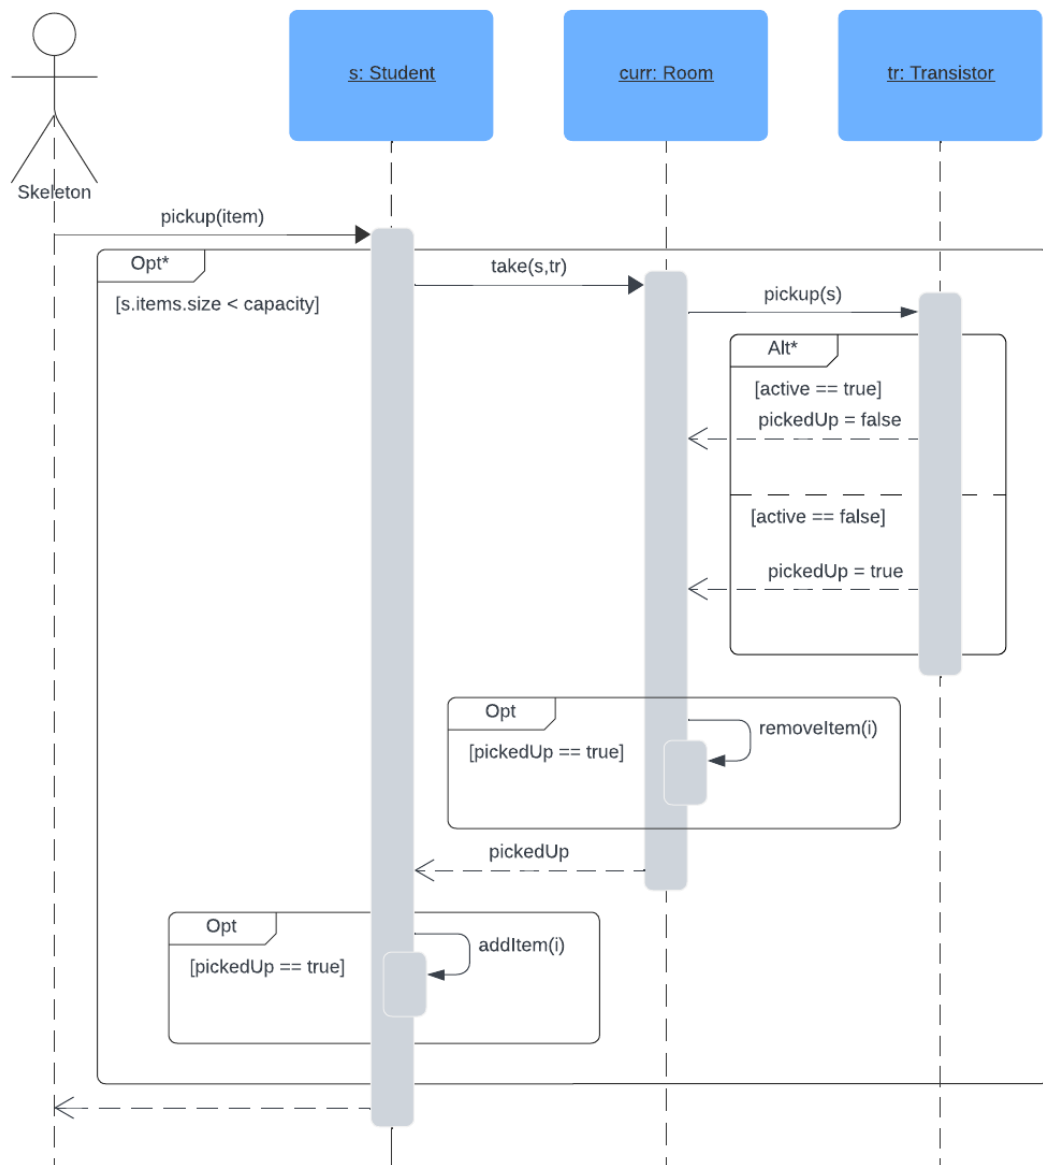 s: Student
curr: Room
tr: Transistor
Skeleton
pickup(item)
Opt*
[s.items.size < capacity]
take(s,tr)
pickup(s)
Alt*
[active == true]
pickedUp = false
[active == false]
pickedUp = true
Opt
[pickedUp == true]
removeItem(i)
pickedUp
Opt
[pickedUp == true]
addItem(i)